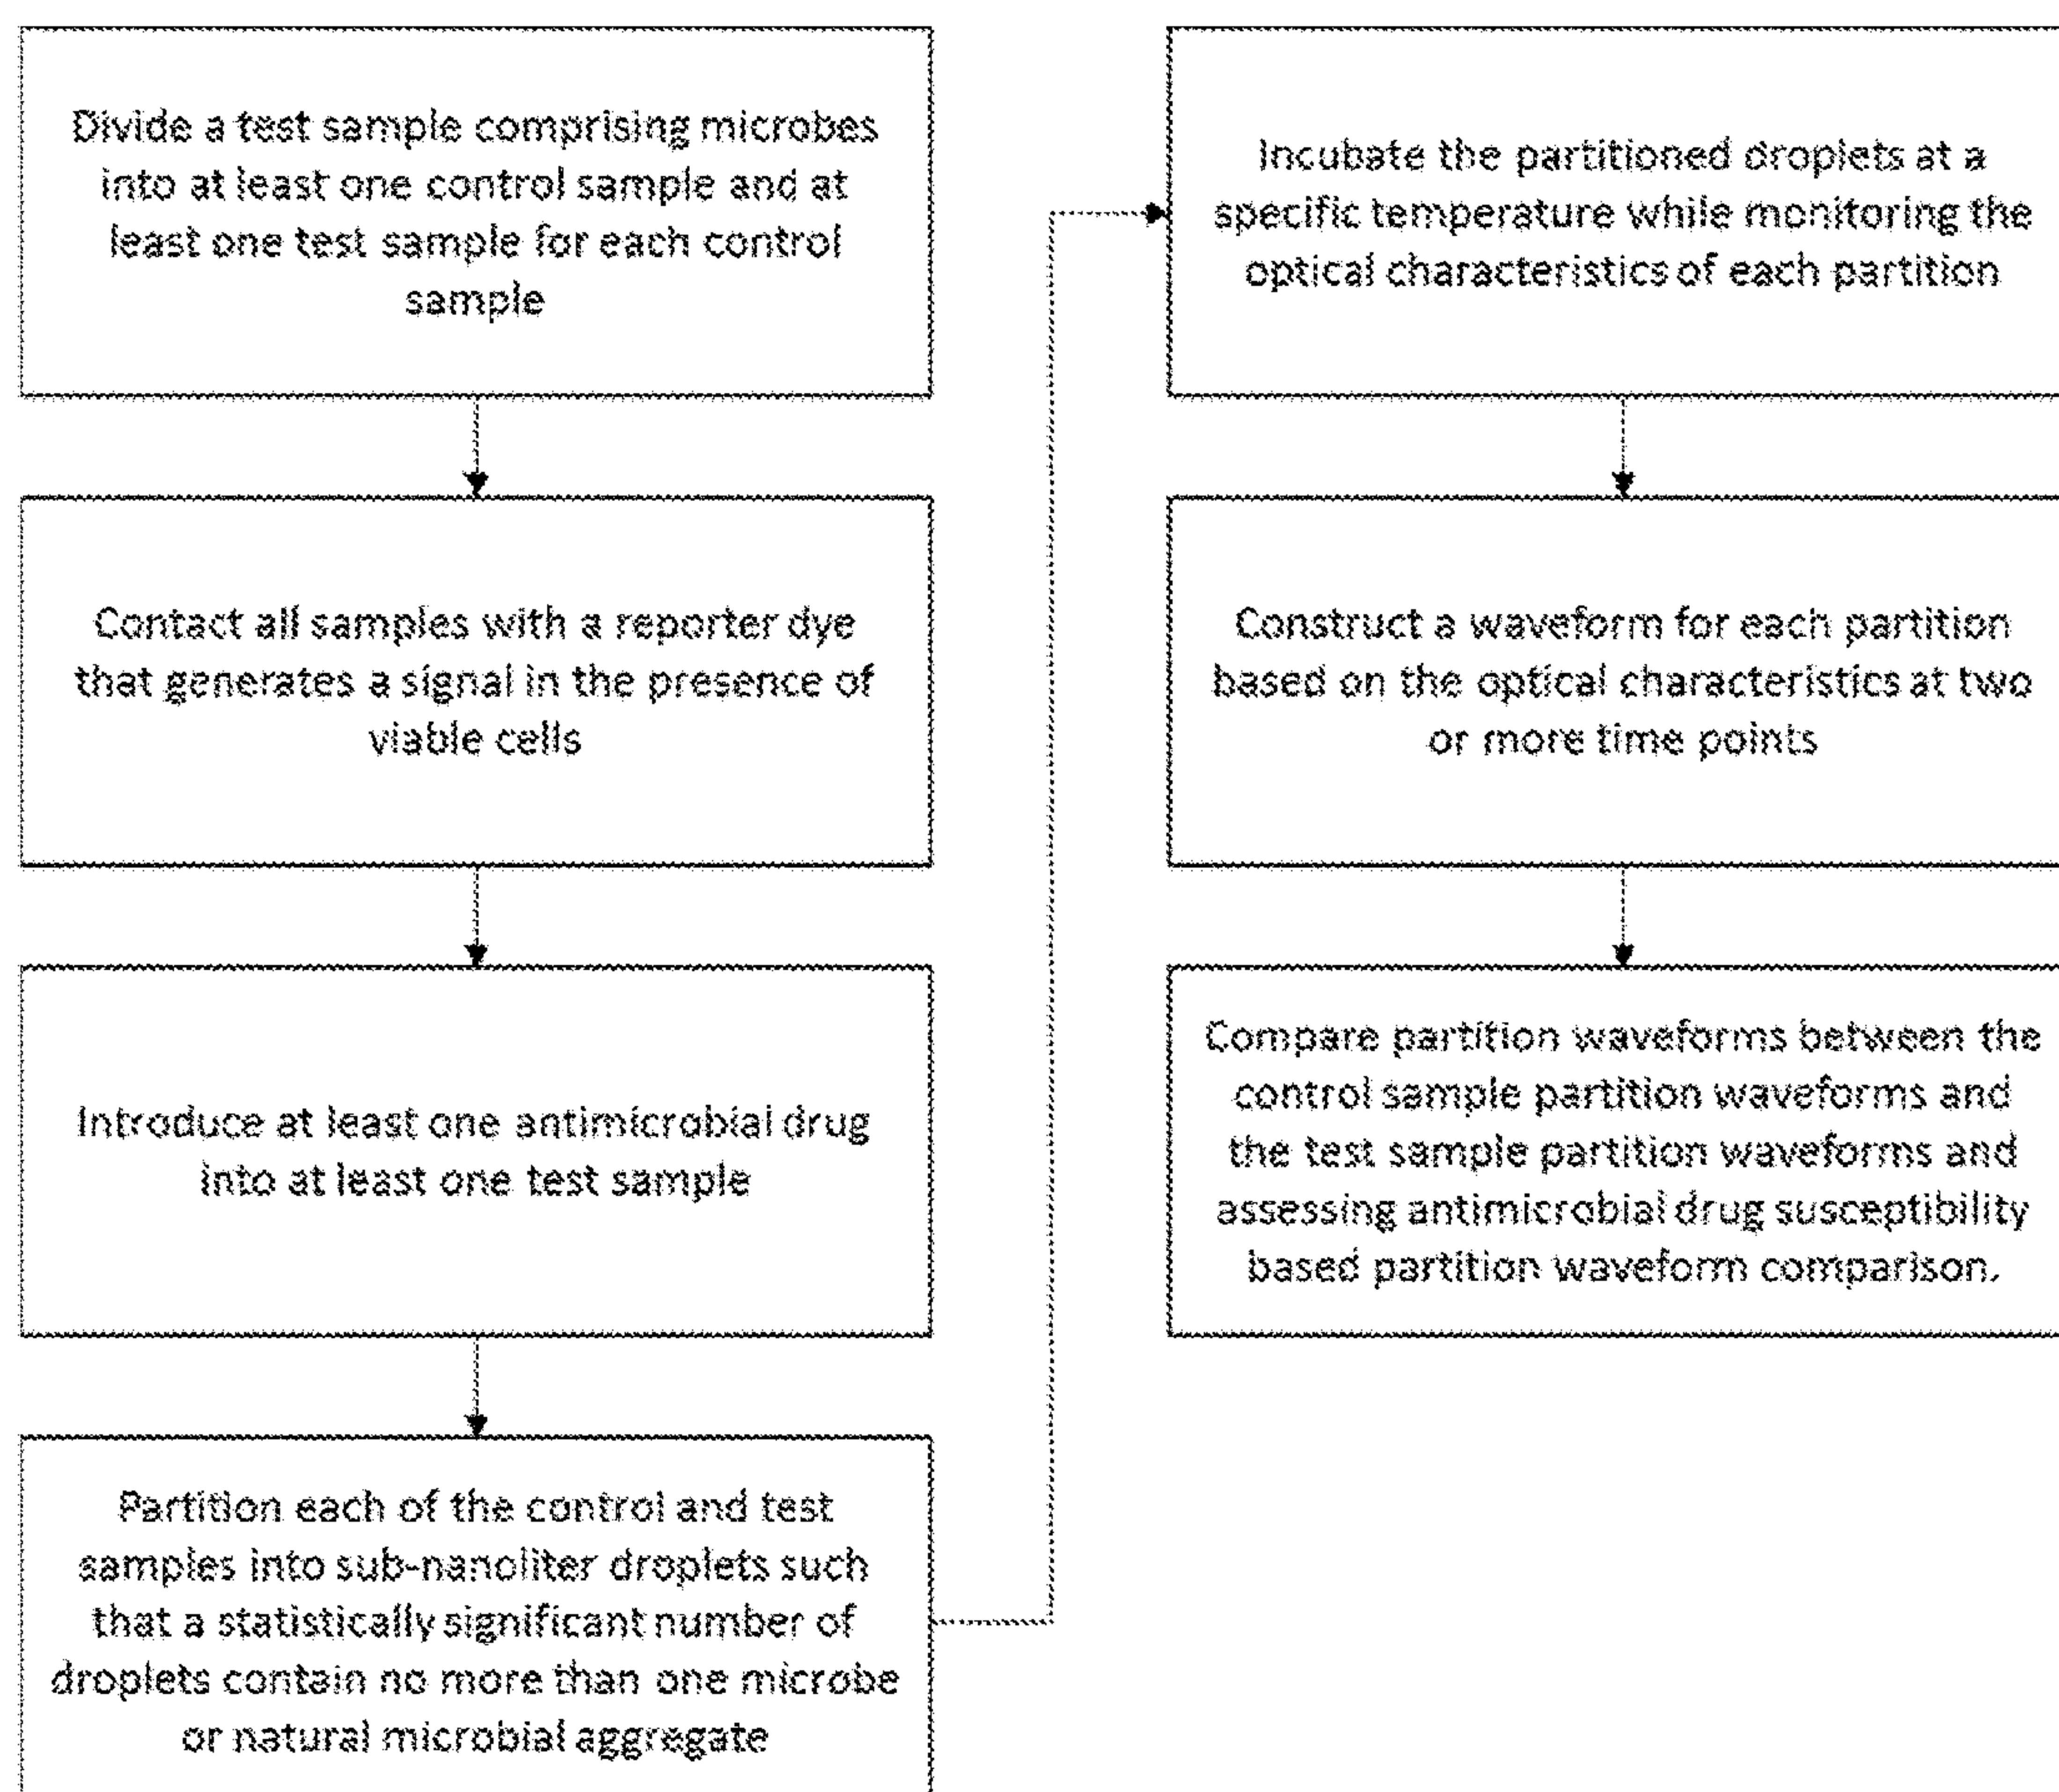 Divide a test sample comprising microbes
into at least one control sample and at
least one test sample for each control
sample
Contact all samples with a reporter dye
that generates a signal in the presence of
viable cells
Introduce at least one antimicrobial drug
into at least one test sample
Partition each of the control and test
samples into sub-nanoliter droplets such
that a statistically significant number of
droplets contain no more than one microbe
or natural microbial aggregate
Incubate the partitioned droplets at a
specific temperature while monitoring the
optical characteristics of each partition
Construct a waveform for each partition
based on the optical characteristics at two
or more time points
Compare partition waveforms between the
control sample partition waveforms and
the test sample partition waveforms and
assessing antimicrobial drug susceptibility
based partition waveform comparison.